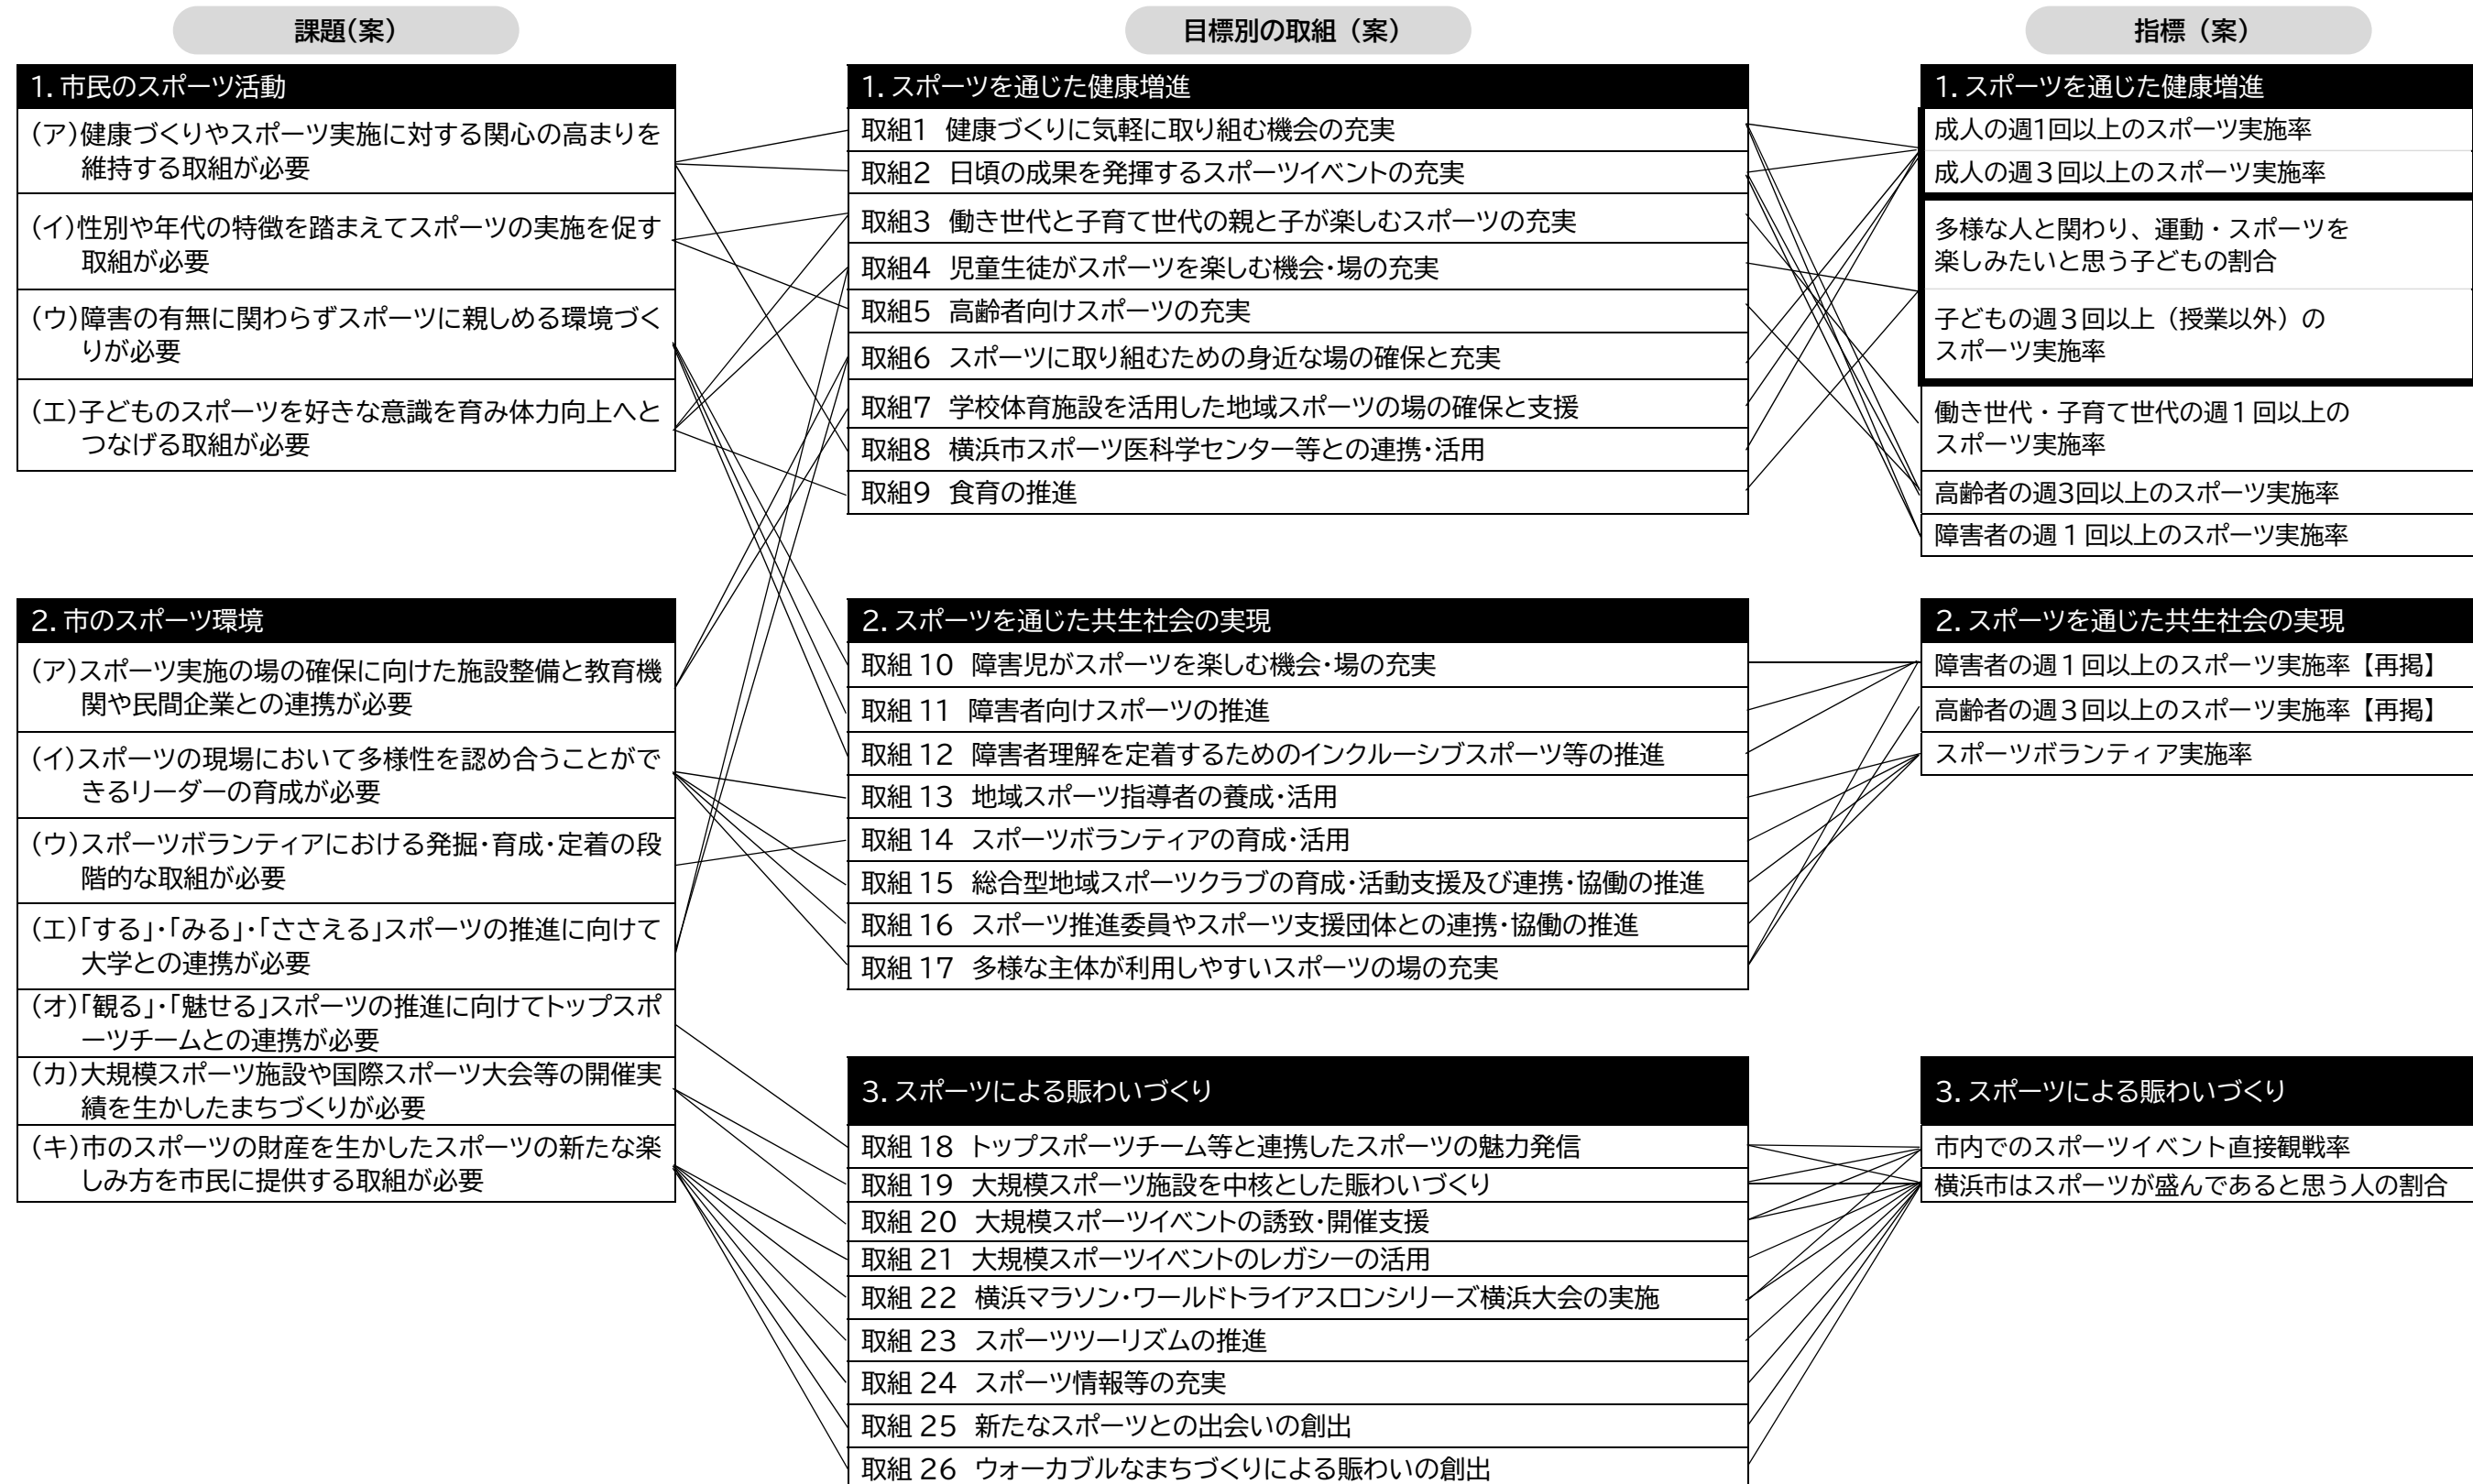 課題（案）
1．市民のスポーツ活動
（ア）健康づくりやスポーツ実施に対する関心の高まりを
維持する取組が必要
（イ）性別や年代の特徴を踏まえてスポーツの実施を促す
取組が必要
（ウ）障害の有無に関わらずスポーツに親しめる環境づく
りが必要
（エ）子どものスポーツを好きな意識を育み体力向上へと
つなげる取組が必要
2．市のスポーツ環境
（ア）スポーツ実施の場の確保に向けた施設整備と教育機
関や民間企業との連携が必要
（イ）スポーツの現場において多様性を認め合うことがで
きるリーダーの育成が必要
（ウ）スポーツボランティアにおける発掘・育成・定着の段
階的な取組が必要
（エ）「する」・「みる」・「ささえる」スポーツの推進に向けて
大学との連携が必要
（オ）「観る」・「魅せる」スポーツの推進に向けてトップスポ
ーツチームとの連携が必要
（カ）大規模スポーツ施設や国際スポーツ大会等の開催実
績を生かしたまちづくりが必要
（キ）市のスポーツの財産を生かしたスポーツの新たな楽
しみ方を市民に提供する取組が必要
目標別の取組（案）
1．スポーツを通じた健康増進
取組1 健康づくりに気軽に取り組む機会の充実
取組2 日頃の成果を発揮するスポーツイベントの充実
取組3 働き世代と子育て世代の親と子が楽しむスポーツの充実
取組4 児童生徒がスポーツを楽しむ機会・場の充実
取組5 高齢者向けスポーツの充実
取組6 スポーツに取り組むための身近な場の確保と充実
取組7 学校体育施設を活用した地域スポーツの場の確保と支援
取組8 横浜市スポーツ医科学センター等との連携・活用
取組9 食育の推進
2．スポーツを通じた共生社会の実現
取組 10 障害児がスポーツを楽しむ機会・場の充実
取組 11 障害者向けスポーツの推進
取組 12 障害者理解を定着するためのインクルーシブスポーツ等の推進
取組 13 地域スポーツ指導者の養成・活用
取組 14 スポーツボランティアの育成・活用
取組 15 総合型地域スポーツクラブの育成・活動支援及び連携・協働の推進
取組 16 スポーツ推進委員やスポーツ支援団体との連携・協働の推進
取組 17 多様な主体が利用しやすいスポーツの場の充実
3．スポーツによる賑わいづくり
取組 18 トップスポーツチーム等と連携したスポーツの魅力発信
取組 19 大規模スポーツ施設を中核とした賑わいづくり
取組 20 大規模スポーツイベントの誘致・開催支援
取組 21 大規模スポーツイベントのレガシーの活用
取組 22 横浜マラソン・ワールドトライアスロンシリーズ横浜大会の実施
取組 23 スポーツツーリズムの推進
取組 24 スポーツ情報等の充実
取組 25 新たなスポーツとの出会いの創出
取組 26 ウォーカブルなまちづくりによる賑わいの創出
指標（案）
1．スポーツを通じた健康増進
成人の週1回以上のスポーツ実施率
成人の週３回以上のスポーツ実施率
多様な人と関わり、運動・スポーツを
楽しみたいと思う子どもの割合
子どもの週３回以上（授業以外）の
スポーツ実施率
働き世代・子育て世代の週１回以上の
スポーツ実施率
高齢者の週3回以上のスポーツ実施率
障害者の週１回以上のスポーツ実施率
2．スポーツを通じた共生社会の実現
障害者の週１回以上のスポーツ実施率【再掲】
高齢者の週３回以上のスポーツ実施率【再掲】
スポーツボランティア実施率
3．スポーツによる賑わいづくり
市内でのスポーツイベント直接観戦率
横浜市はスポーツが盛んであると思う人の割合